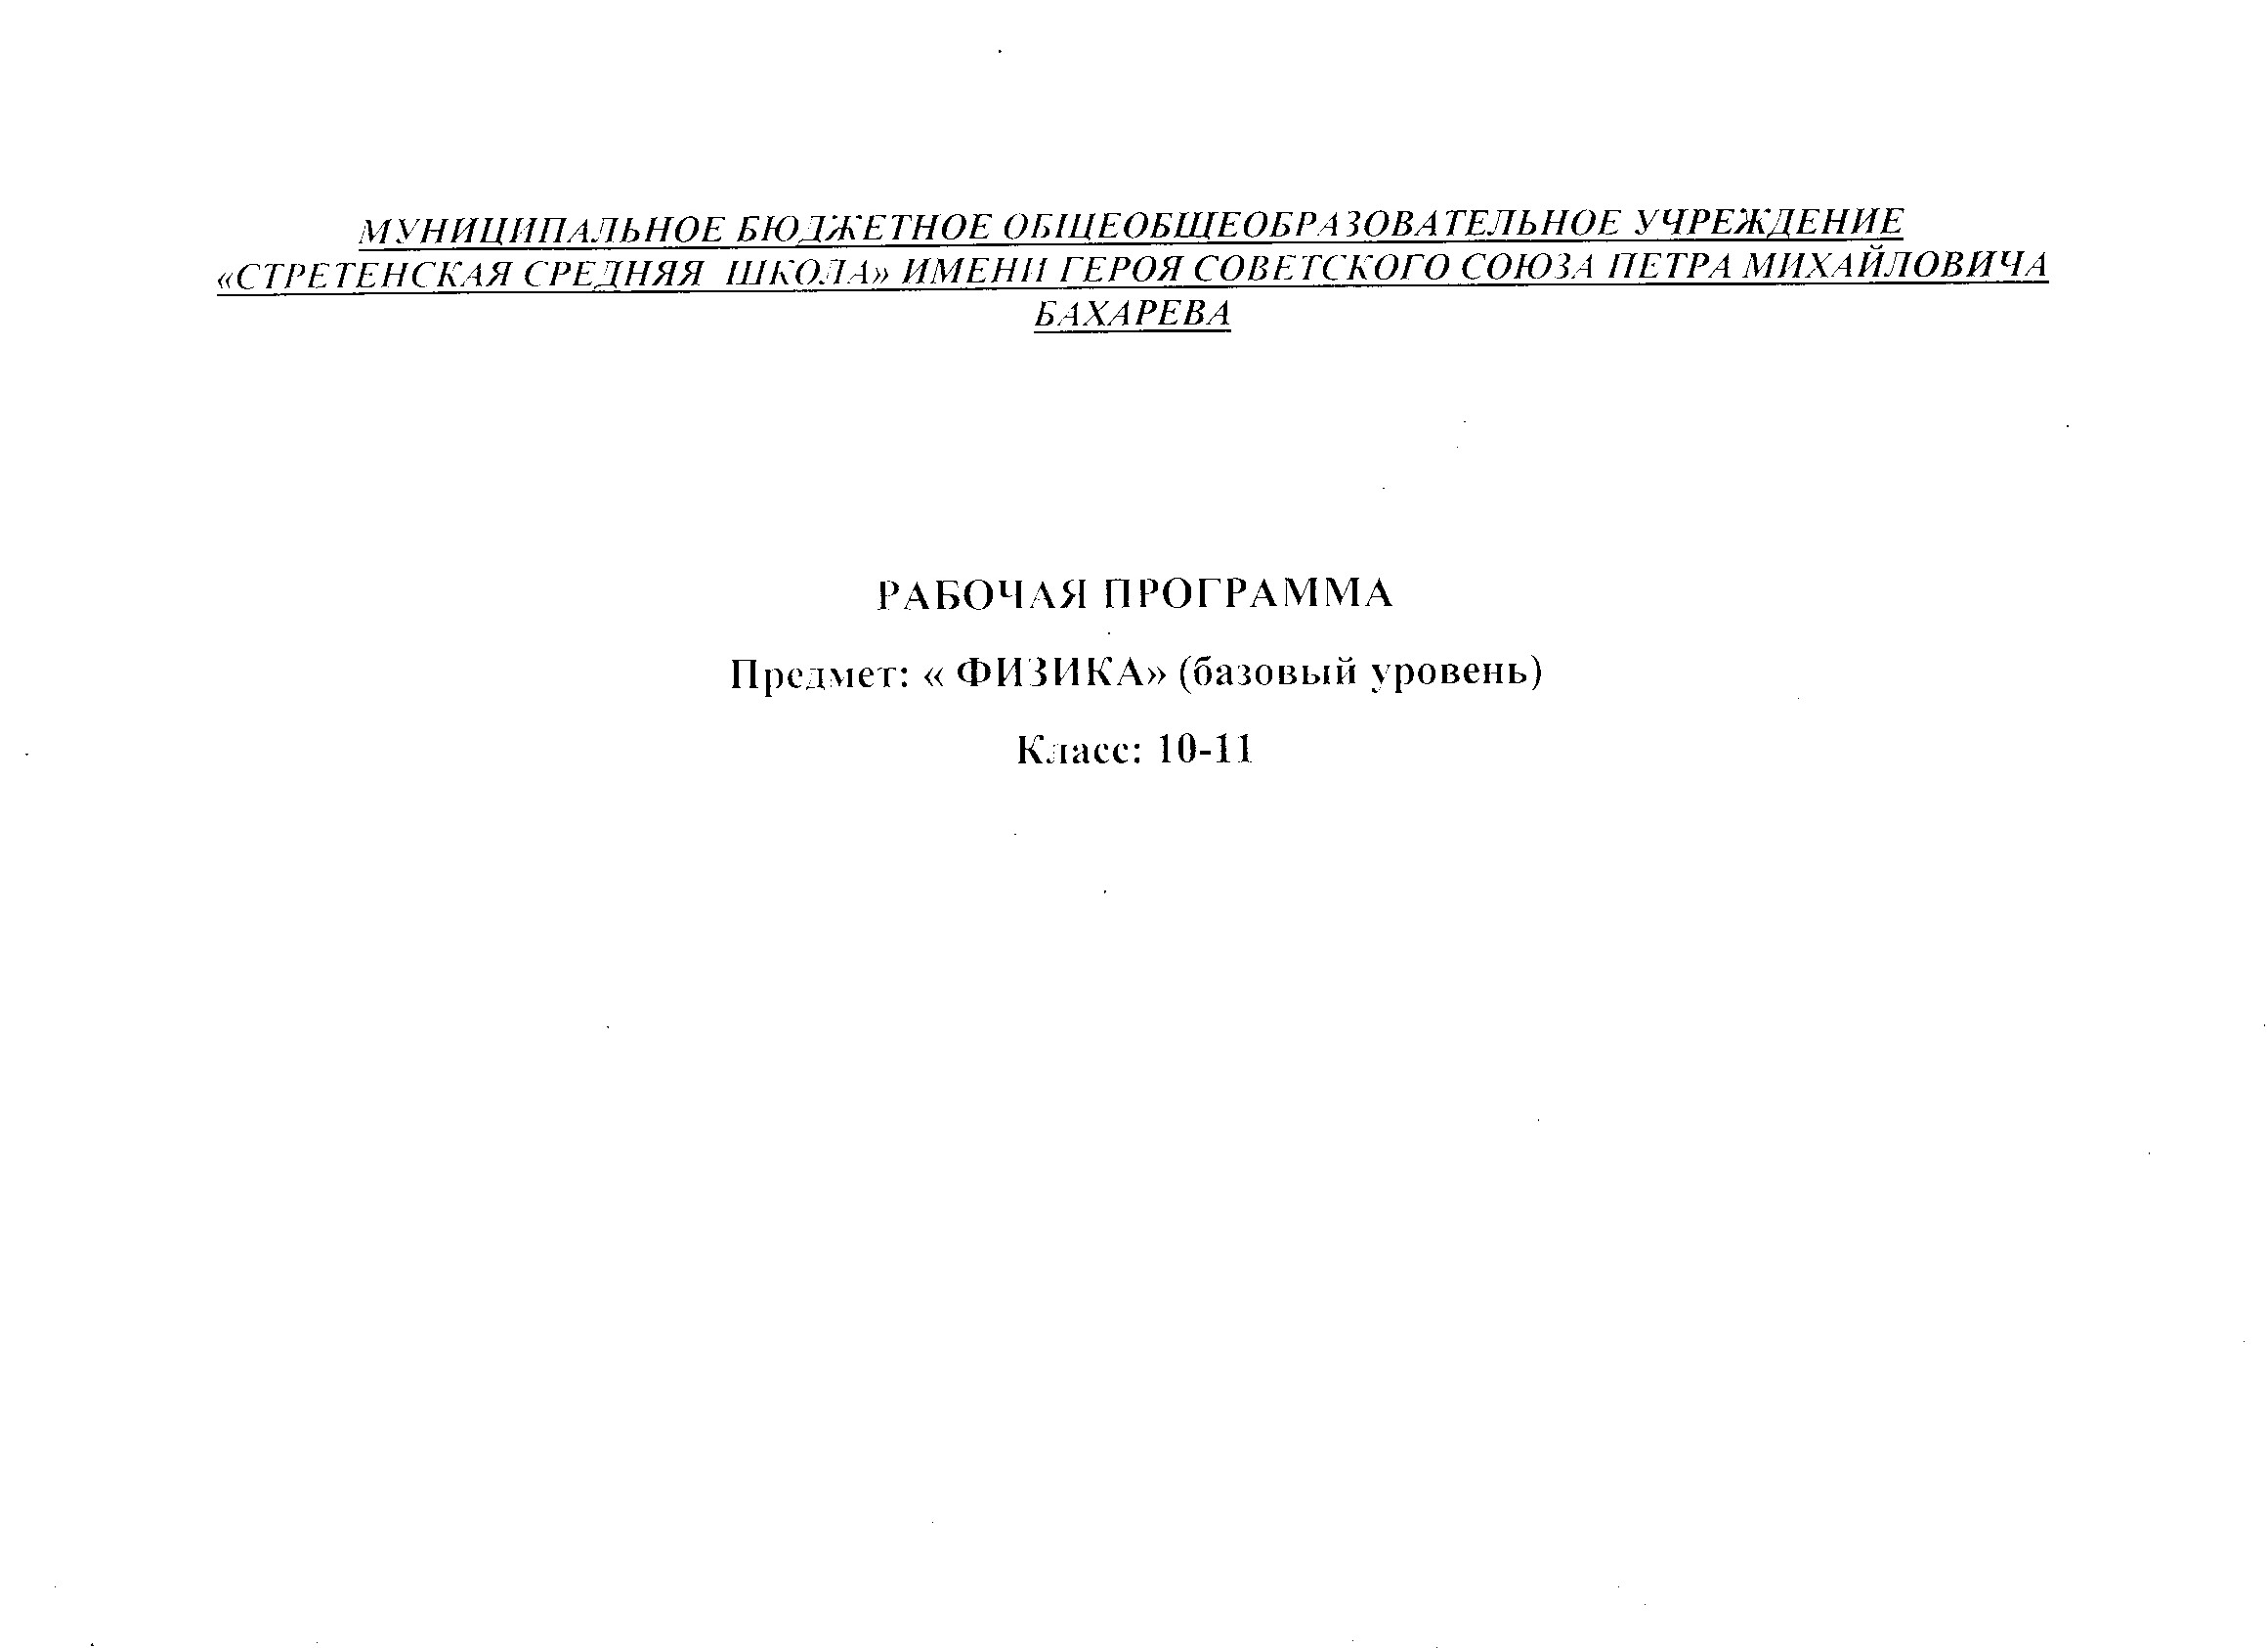 МУНИЦИПАЛЬНОЕ БЮДЖЕТНОЕ ОБЩЕОБЩЕОБРАЗОВАТЕЛЬНОЕ УЧРЕЖДЕНИЕ
«СТРЕТЕНСКАЯ СРЕДНЯЯ ШКОЛА» ИМЕНИ ГЕРОЯ СОВЕТСКОГО СОЮЗА ПЕТРА МИХАЙЛОВИЧА
БАХАРЕВА
РАБОЧАЯ ПРОГРАММА
Предмет: « ФИЗИКА» (базовый уровень)
Класс: 10-11